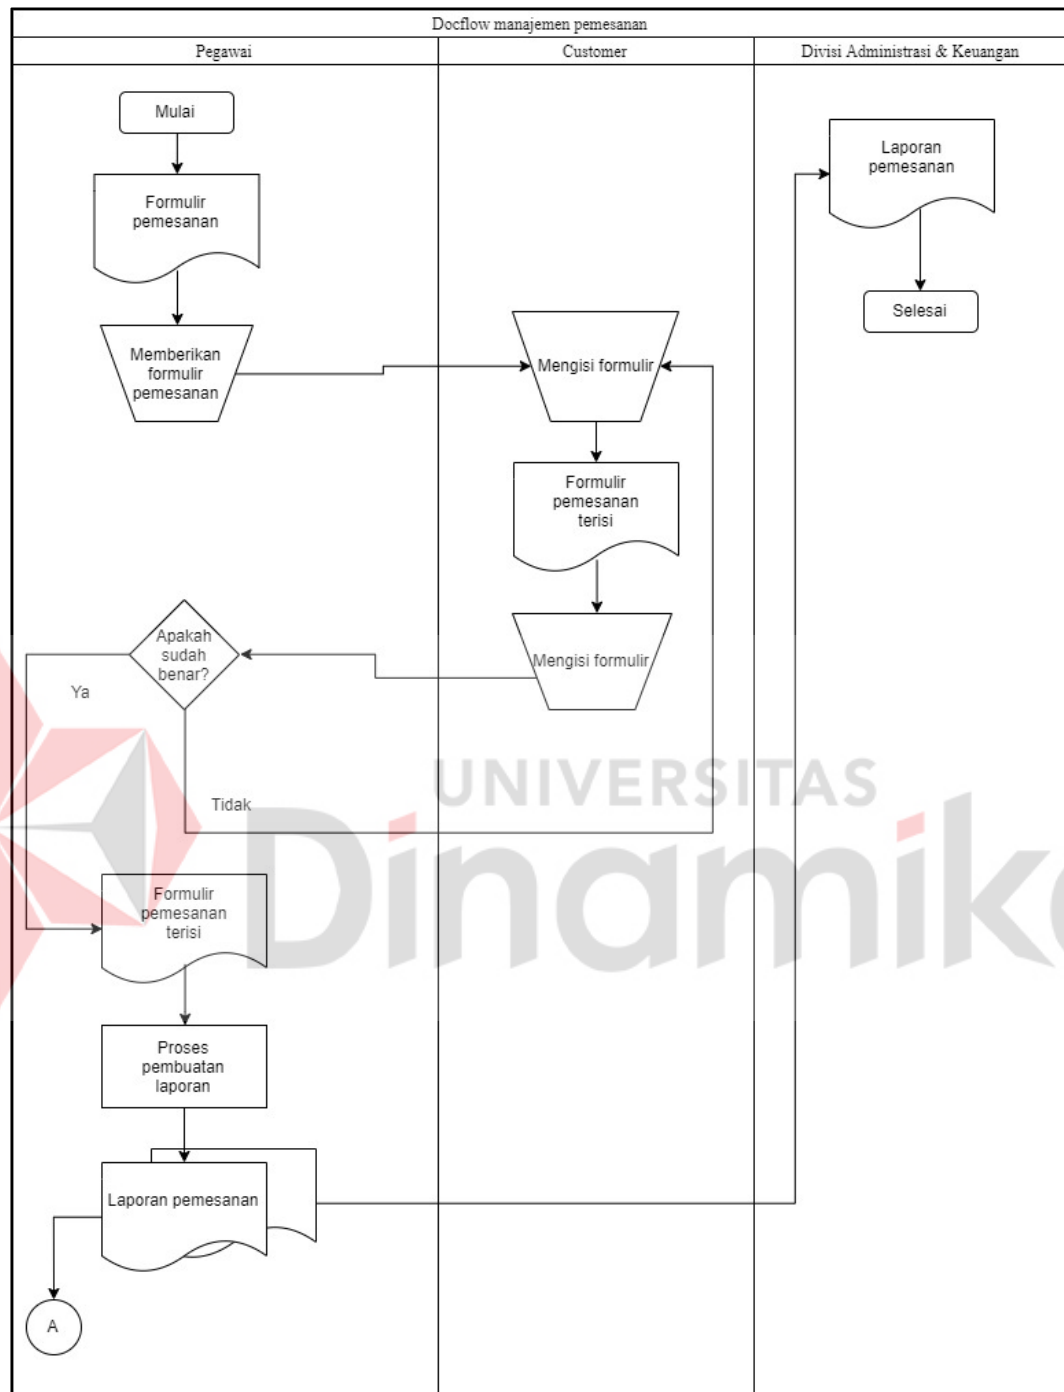 Docflow manajemen pemesanan
Pegawai
Customer
Divisi Administrasi & Keuangan
Mulai
Formulir
pemesanan
Memberikan
formulir
pemesanan
Mengisi formulir
Formulir
pemesanan
terisi
Mengisi formulir
Apakah
sudah
benar?
Ya
Tidak
Formulir
pemesanan
terisi
Proses
pembuatan
laporan
Laporan pemesanan
A
Laporan
pemesanan
Selesai
UNIVERSITAS
Dinamika